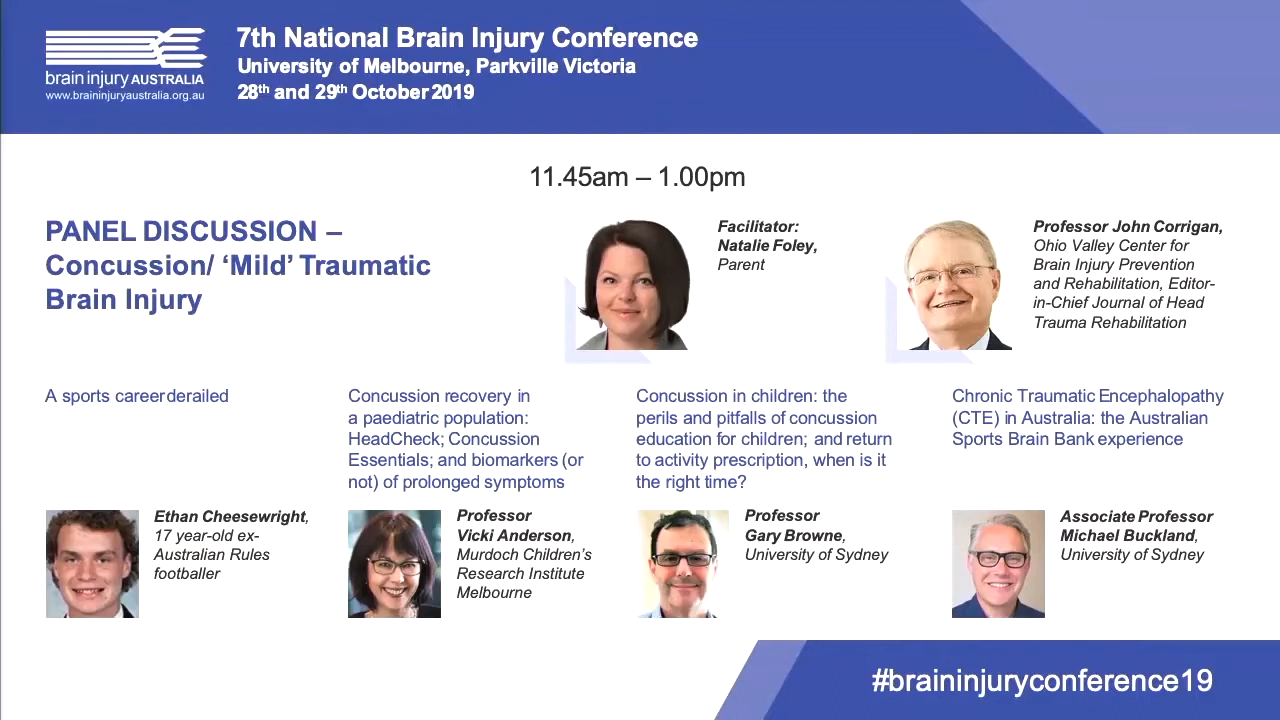 brain injury AUSTRALIA
www.braininjuryaustralia.org.au
7th National Brain Injury Conference
University of Melbourne, Parkville Victoria
28th and 29th October 2019
11.45am – 1.00pm
PANEL DISCUSSION –
Concussion/ ‘Mild’ Traumatic
Brain Injury
Facilitator:
Natalie Foley,
Parent
Professor John Corrigan,
Ohio Valley Center for
Brain Injury Prevention
and Rehabilitation, Editor-
in-Chief Journal of Head
Trauma Rehabilitation
A sports career derailed
Ethan Cheesewright,
17 year-old ex-
Australian Rules
footballer
Concussion recovery in
a paediatric population:
HeadCheck; Concussion
Essentials; and biomarkers (or
not) of prolonged symptoms
Professor
Vicki Anderson,
Murdoch Children’s
Research Institute
Melbourne
Concussion in children: the
perils and pitfalls of concussion
education for children; and return
to activity prescription, when is it
the right time?
Professor
Gary Browne,
University of Sydney
Chronic Traumatic Encephalopathy
(CTE) in Australia: the Australian
Sports Brain Bank experience
Associate Professor
Michael Buckland,
University of Sydney
#braininjuryconference19